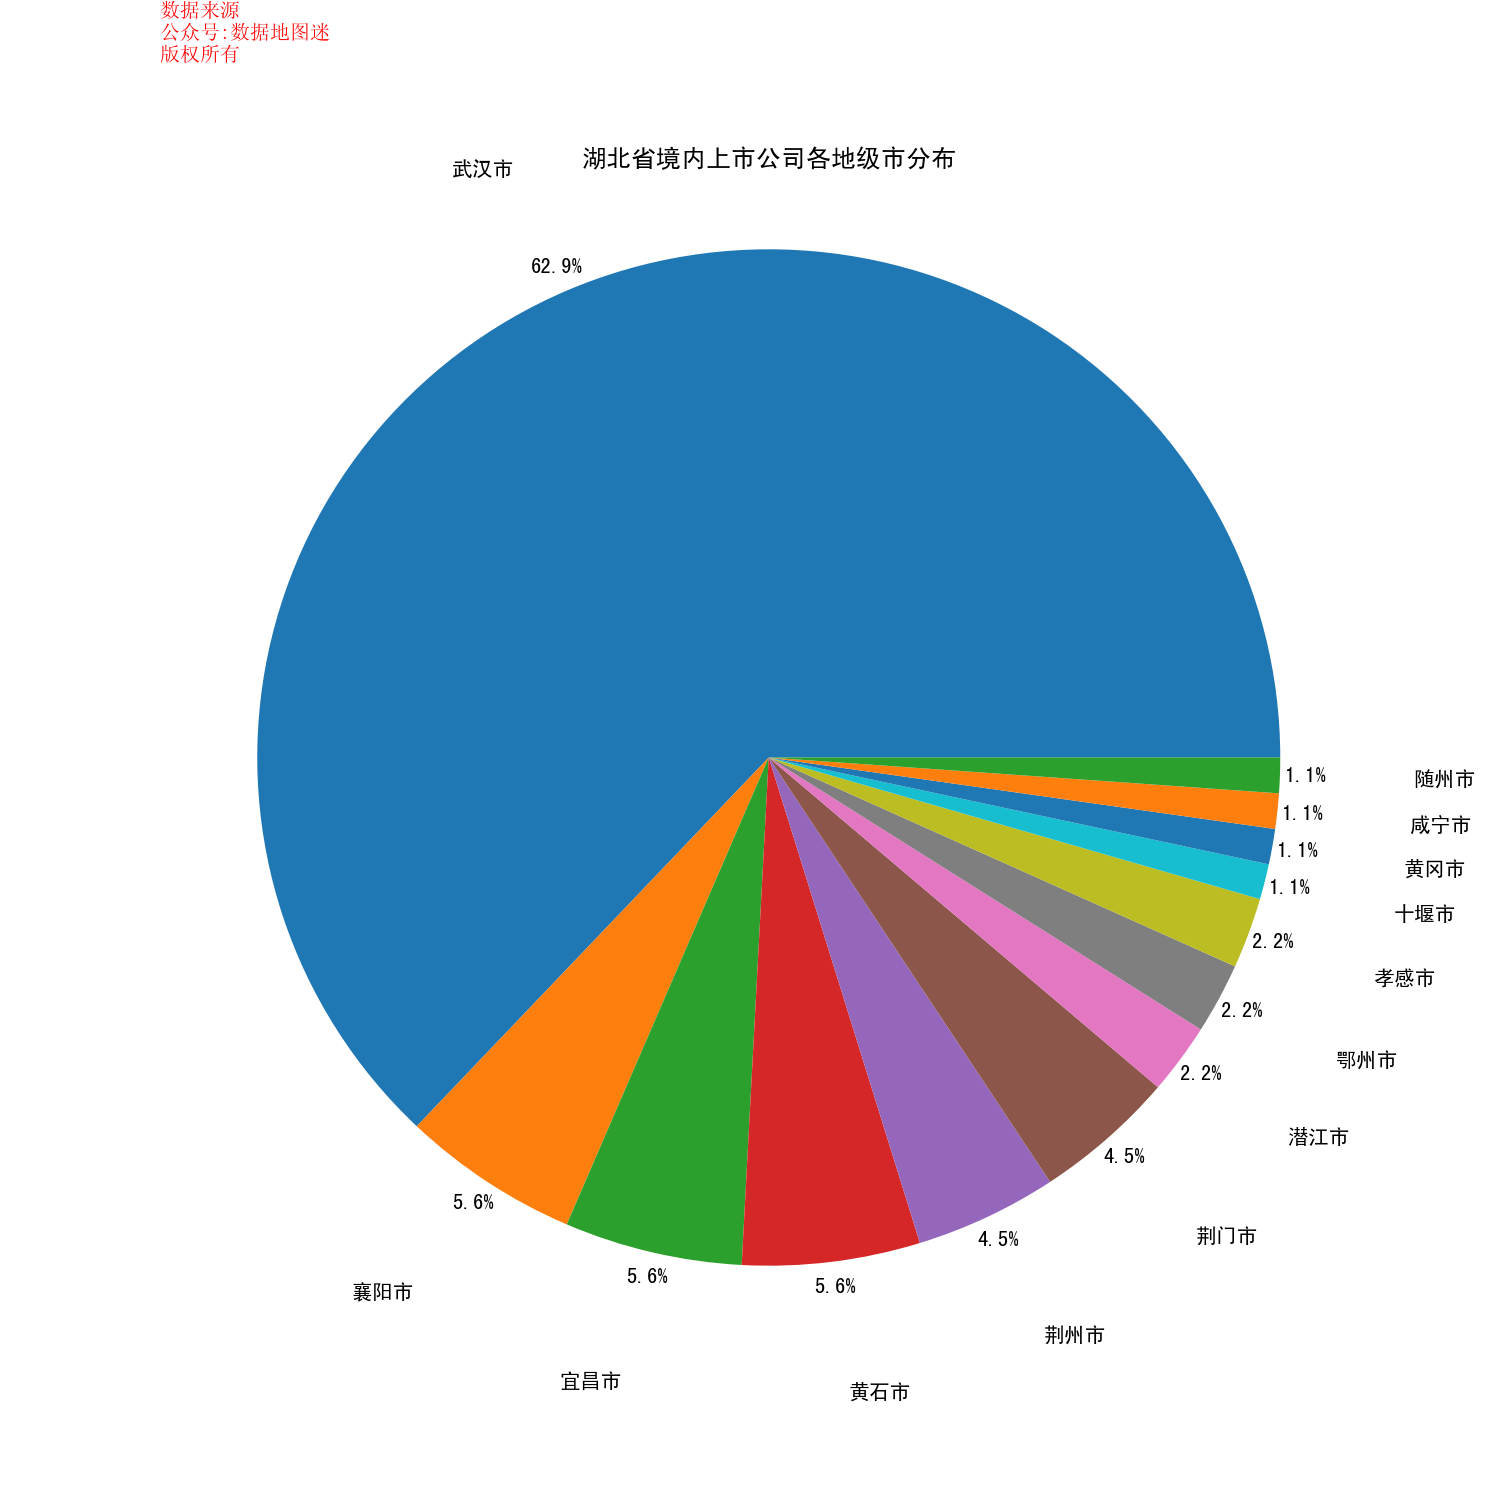 数据来源
公众号:数据地图迷
版权所有
湖北省境内上市公司各地级市分布
武汉市
62.9%
1.1%
随州市
1.1%
咸宁市
1.1%
黄冈市
1.1%
十堰市
2.2%
孝感市
2.2%
鄂州市
2.2%
潜江市
4.5%
荆门市
4.5%
荆州市
5.6%
黄石市
5.6%
宜昌市
5.6%
襄阳市